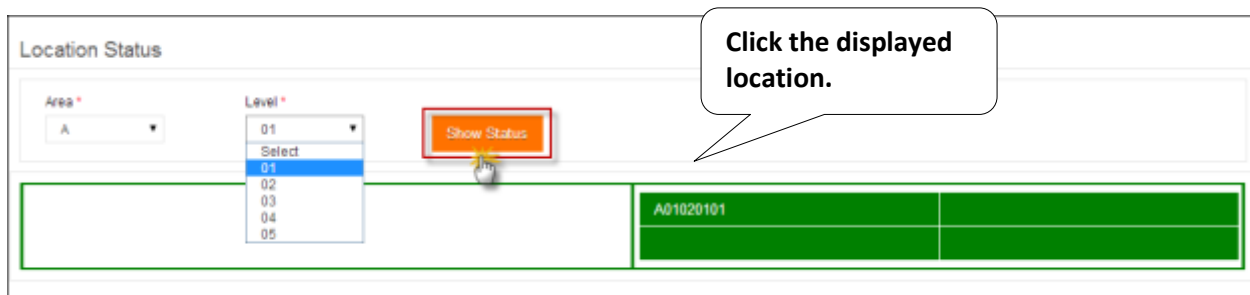 Location Status
Click the displayed
location.
Area *
Level *
A
01
Show Status
Select
01
02
03
04
05
A01020101